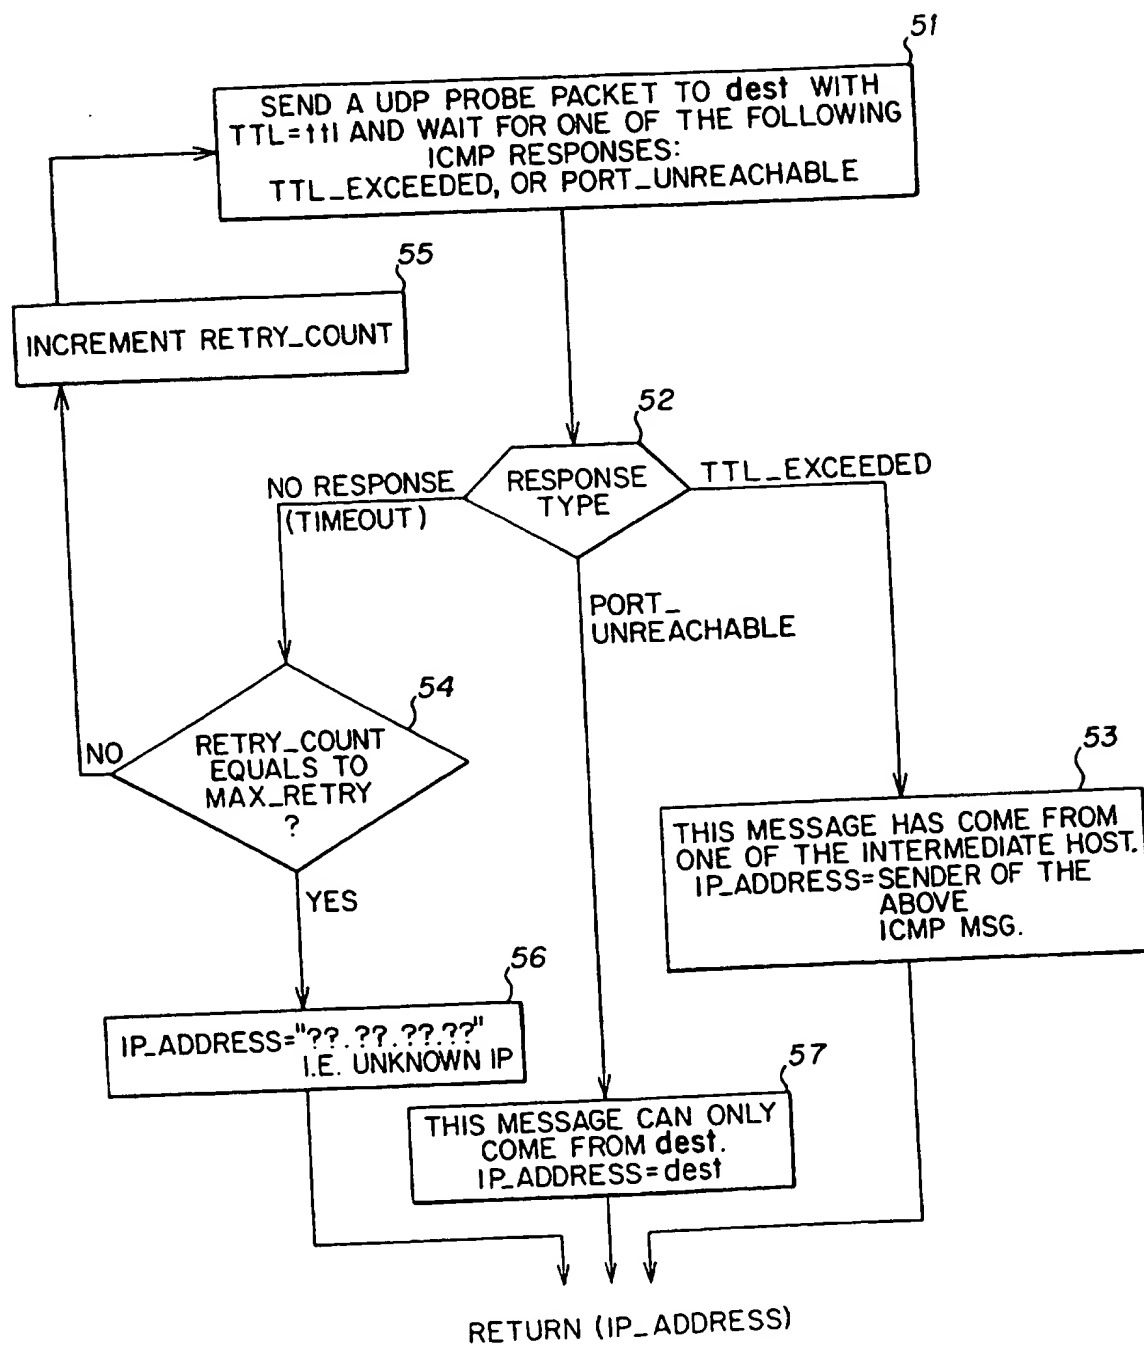 51
SEND A UDP PROBE PACKET TO dest WITH
TTL=ttl AND WAIT FOR ONE OF THE FOLLOWING
ICMP RESPONSES:
TTL_EXCEEDED, OR PORT_UNREACHABLE
55
INCREMENT RETRY_COUNT
52
RESPONSE
TYPE
NO RESPONSE
(TIMEOUT)
TTL_EXCEEDED
PORT_
UNREACHABLE
54
RETRY_COUNT
EQUALS TO
MAX_RETRY
?
NO
YES
53
THIS MESSAGE HAS COME FROM
ONE OF THE INTERMEDIATE HOST.
IP_ADDRESS=SENDER OF THE
ABOVE
ICMP MSG.
56
IP_ADDRESS="??.??.??.??"
I.E. UNKNOWN IP
57
THIS MESSAGE CAN ONLY
COME FROM dest.
IP_ADDRESS=dest
RETURN (IP_ADDRESS)